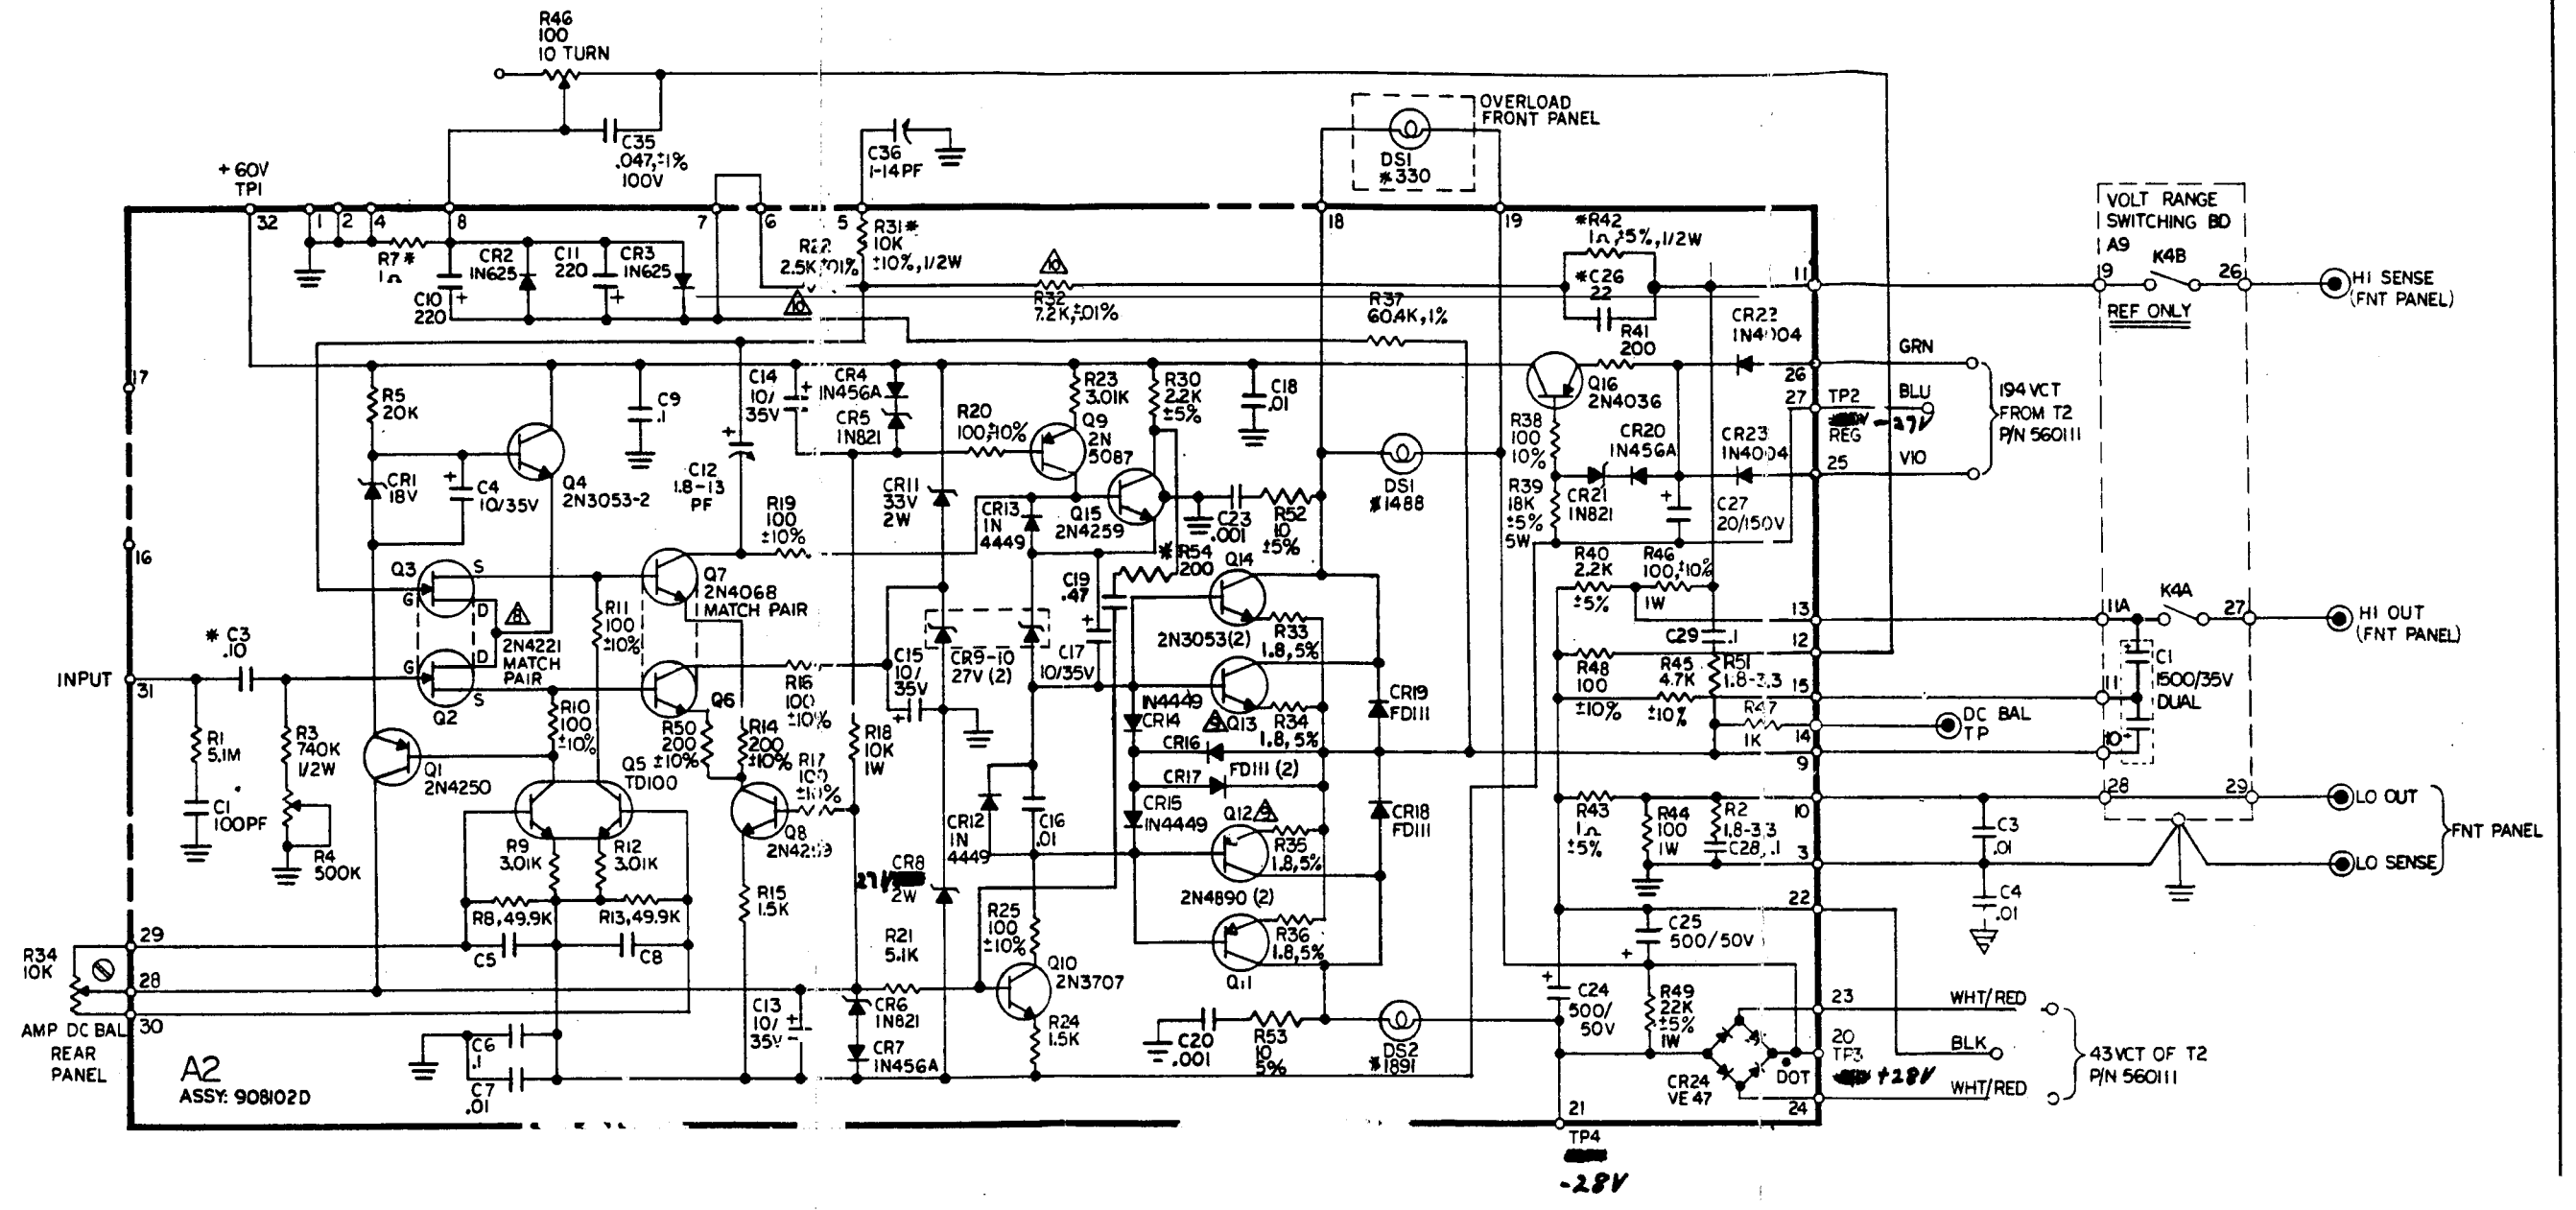 R46
100
10 TURN
C35
.047,±1%
100V
+60V
TP1
32
1
2
4
8
7
6
5
18
19
C36
1-14PF
OVERLOAD
FRONT PANEL
DS1
*330
R7*
1Ω
C10
220
CR2
1N625
C11
220
CR3
1N625
2.5K
R31*
10K
±10%,1/2W
10
10
R32
7.2K,±.01%
R37
60.4K,1%
*R42
1Ω,±5%,1/2W
*C26
22
R41
200
11
CR22
VOLT RANGE
SWITCHING BD
A9
K4B
9
26
REF ONLY
HI SENSE
(FNT PANEL)
17
R5
20K
CR1
18V
C4
10/35V
Q4
2N3053-2
C9
.1
C12
1.8-13
PF
C14
10/
35V
CR4
1N456A
CR5
1N821
R20
100,±10%
R23
3.01K
Q9
2N
5087
R30
2.2K
±5%
C18
.01
Q16
2N4036
R38
100
10%
R39
18K
±5%
5W
CR20
1N456A
CR21
1N821
CR23
1N4004
C27
20/150V
26
27
25
GRN
TP2
BLU
REG
-27V
VIO
194VCT
FROM T2
P/N 560111
16
Q3
G
S
D
8
2N4221
MATCH
PAIR
G
D
S
Q2
* C3
.10
INPUT
31
R1
5.1M
C1
100PF
R3
740K
1/2W
R4
500K
Q1
2N4250
R10
100
±10%
R11
100
±10%
Q7
2N4068
MATCH PAIR
Q6
R19
100
±10%
R16
100
±10%
R50
200
±10%
R14
200
±10%
R17
100
±10%
R18
10K
1W
C15
10/
35V
CR11
33V
2W
CR13
1N
4449
Q15
2N4259
CR9-10
27V (2)
C17
10/35V
C19
.47
* R54
200
C23
.001
R52
10
±5%
DS1
*1488
Q14
2N3053(2)
R33
1.8,5%
1N4449
CR14
9
Q13
R34
1.8,5%
CR19
FD111
CR16
FD111 (2)
CR17
CR15
1N4449
Q12
9
R35
1.8,5%
CR18
FD111
2N4890 (2)
R36
1.8,5%
Q11
Q5
TD100
R9
3.01K
R12
3.01K
R8,49.9K
R13,49.9K
C5
C8
Q8
R15
1.5K
CR12
1N
4449
C16
.01
CR8
27V
2W
R21
5.1K
R25
100
±10%
Q10
2N3707
R24
1.5K
C13
10/
35V
CR6
1N821
CR7
1N456A
C20
.001
R53
10
5%
DS2
*1891
29
28
30
R34
10K
AMP DC BAL
REAR
PANEL
C6
.1
C7
.01
A2
ASSY: 908102D
R40
2.2K
±5%
R46
100,±10%
1W
C29
.1
13
12
15
14
9
10
3
22
R48
100
±10%
R45
4.7K
±10%
R51
1.8-3.3
R47
1K
DC BAL
TP
11A
K4A
27
HI OUT
(FNT PANEL)
C1
1500/35V
DUAL
11
10
28
29
R43
1Ω
±5%
R44
100
1W
R2
1.8-3.3
C28,.1
C3
.01
C4
.01
LO OUT
FNT PANEL
LO SENSE
C25
500/50V
C24
500/
50V
R49
22K
±5%
1W
CR24
VE47
DOT
23
20
TP3
+28V
24
WHT/RED
BLK
WHT/RED
43VCT OF T2
P/N 560111
21
TP4
-28V